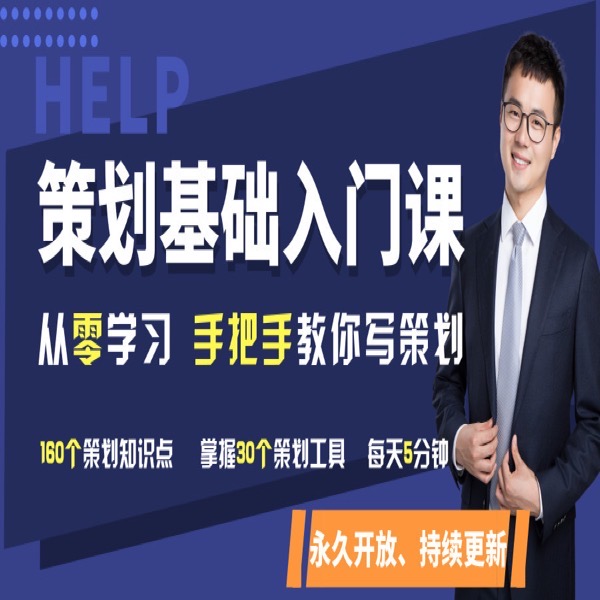 HELP
策划基础入门课
从零学习 手把手教你写策划
160个策划知识点 掌握30个策划工具 每天5分钟
永久开放、持续更新